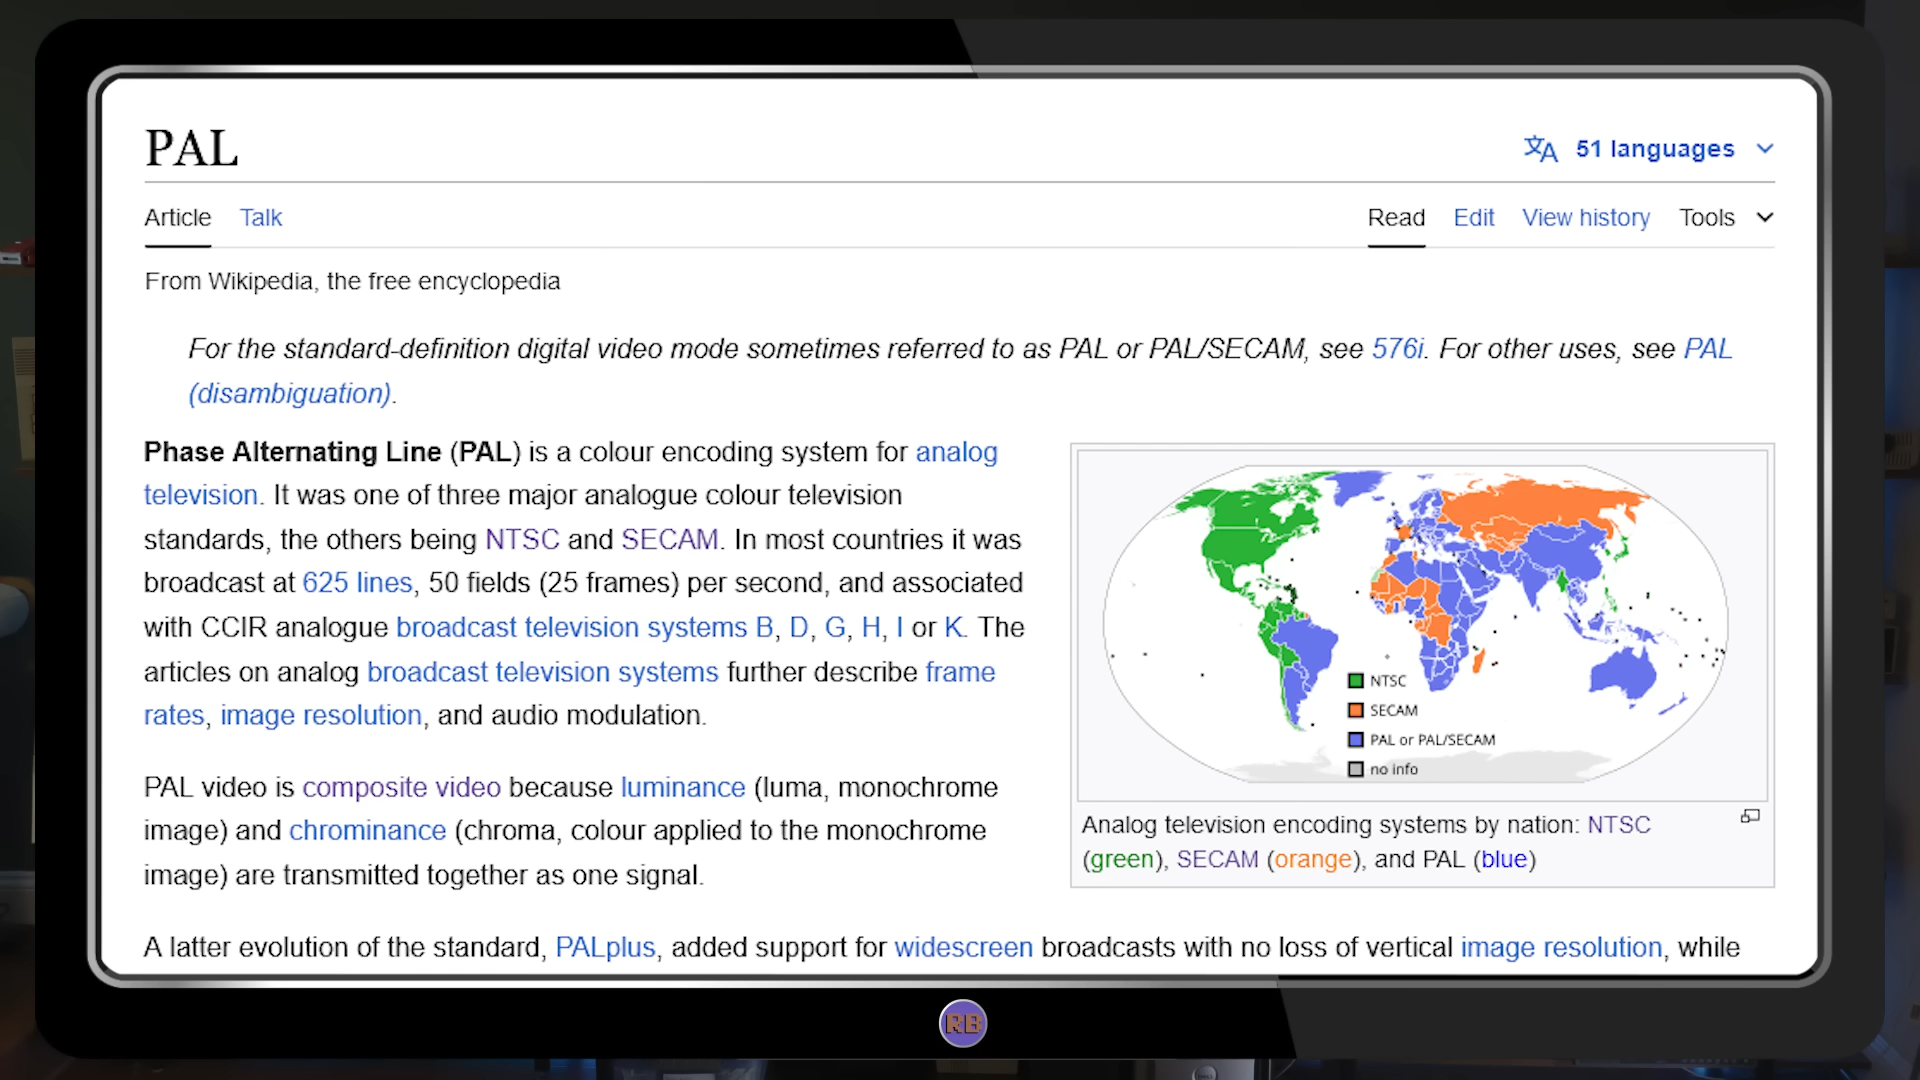 PAL
51 languages
Article Talk Read Edit View history Tools
From Wikipedia, the free encyclopedia
For the standard-definition digital video mode sometimes referred to as PAL or PAL/SECAM, see 576i. For other uses, see PAL
(disambiguation).
Phase Alternating Line (PAL) is a colour encoding system for analog
television. It was one of three major analogue colour television
standards, the others being NTSC and SECAM. In most countries it was
broadcast at 625 lines, 50 fields (25 frames) per second, and associated
with CCIR analogue broadcast television systems B, D, G, H, I or K. The
articles on analog broadcast television systems further describe frame
rates, image resolution, and audio modulation.
PAL video is composite video because luminance (luma, monochrome
image) and chrominance (chroma, colour applied to the monochrome
image) are transmitted together as one signal.
NTSC
SECAM
PAL or PAL/SECAM
no info
Analog television encoding systems by nation: NTSC
(green), SECAM (orange), and PAL (blue)
A latter evolution of the standard, PALplus, added support for widescreen broadcasts with no loss of vertical image resolution, while
RB